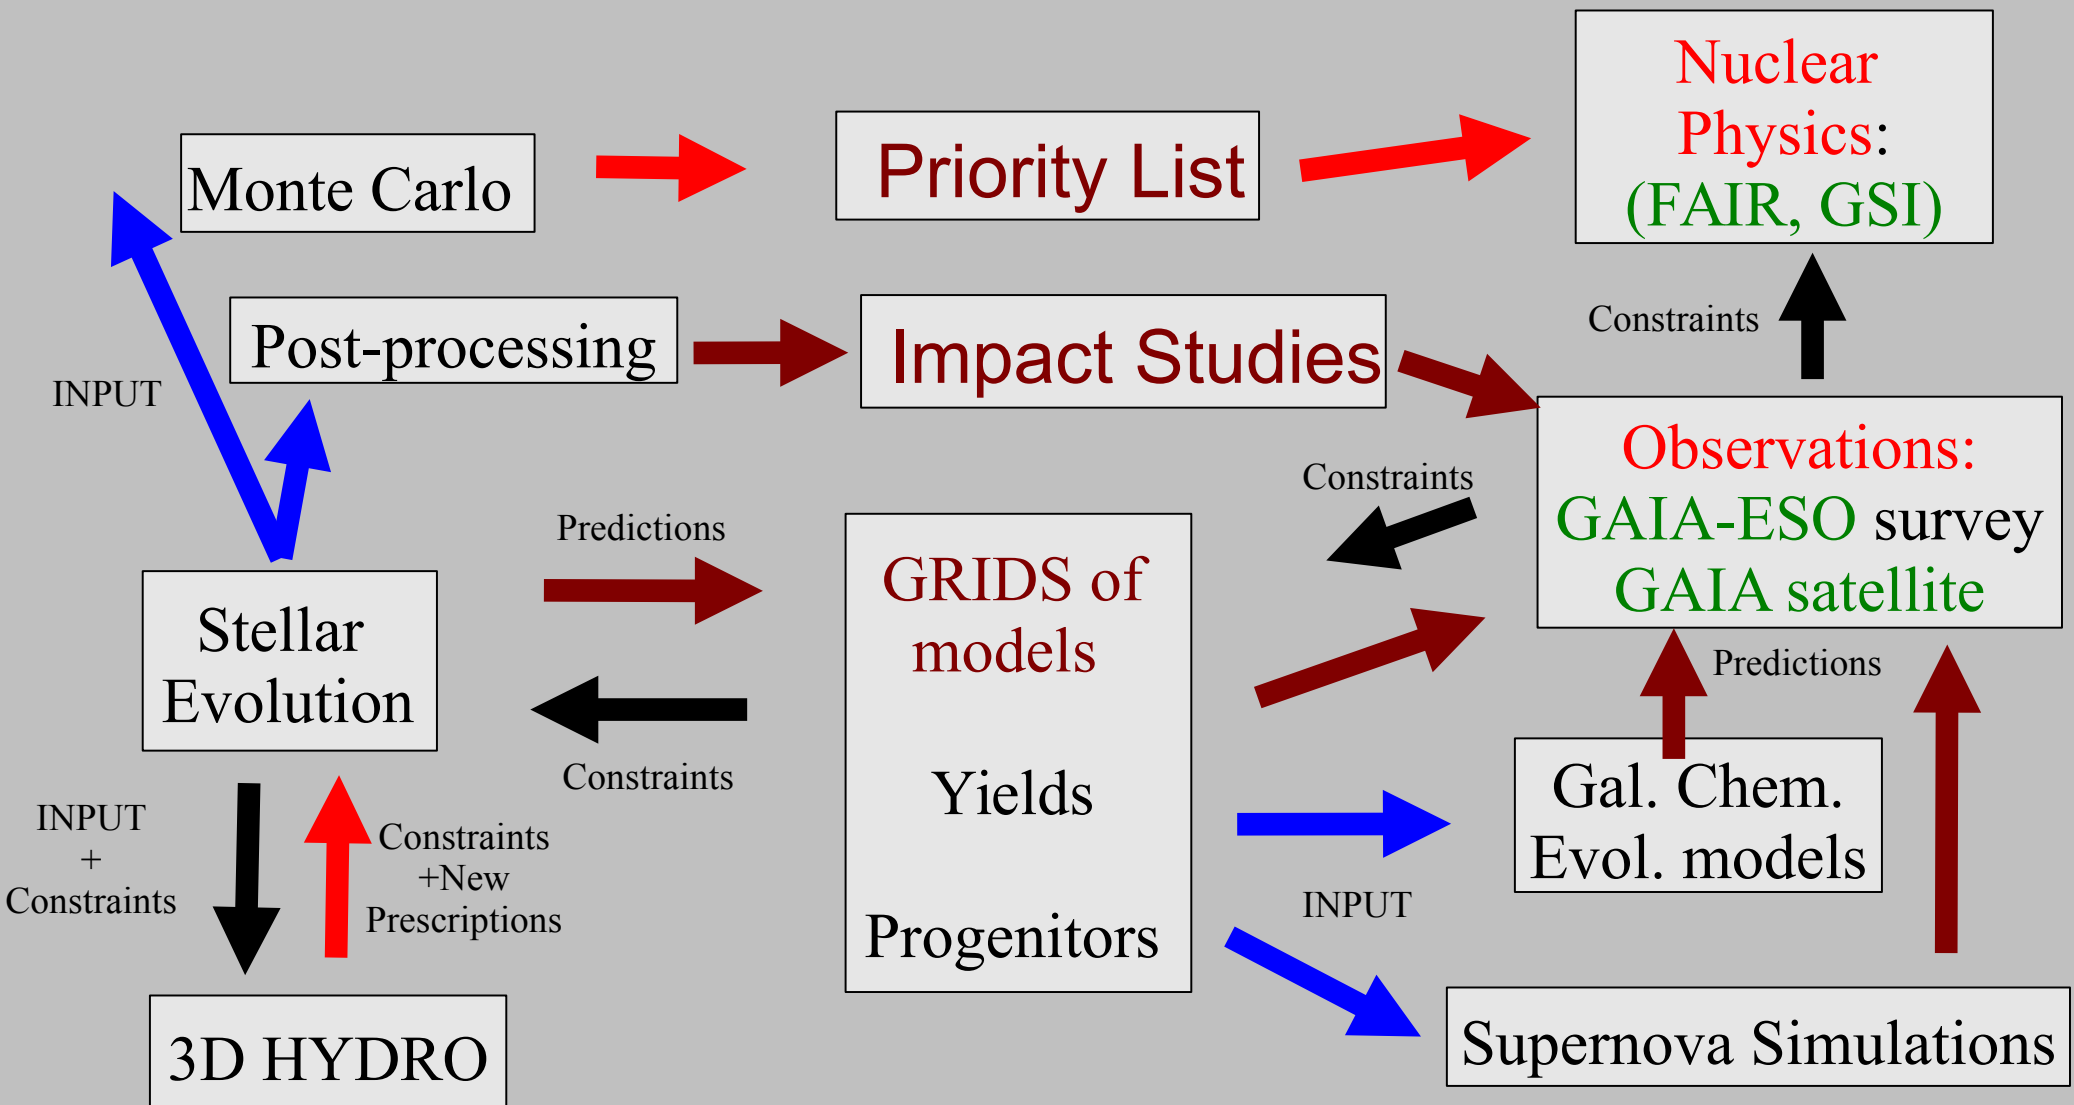 Nuclear
Physics:
(FAIR, GSI)
Monte Carlo
Priority List
Constraints
Post-processing
Impact Studies
INPUT
Observations:
GAIA-ESO survey
GAIA satellite
Constraints
Predictions
GRIDS of
models
Yields
Progenitors
Stellar
Evolution
Predictions
Constraints
Gal. Chem.
Evol. models
INPUT
+
Constraints
Constraints
+New
Prescriptions
INPUT
3D HYDRO
Supernova Simulations